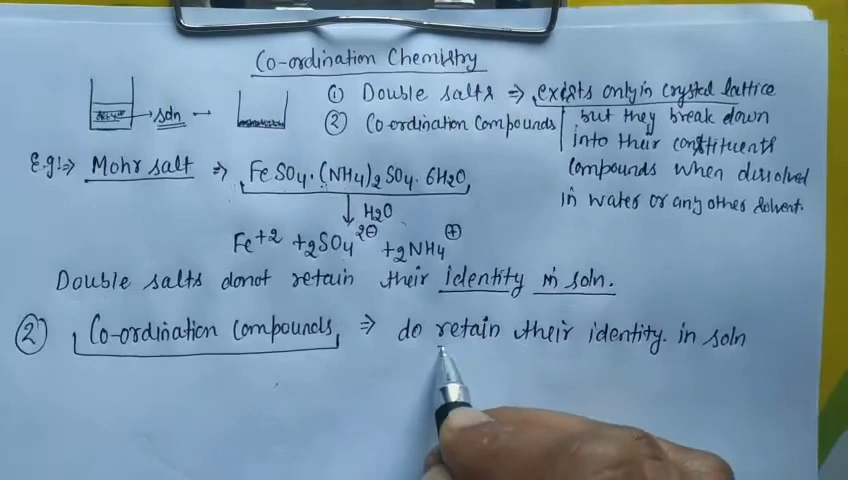 Co-ordination Chemistry
→ soln –
① Double salts ⇒ exists only in crystal lattice
② Co-ordination Compounds
but they break down
into their constituents
compounds when dissolved
in water or any other solvent.
E.g:⇒ Mohr salt ⇒ FeSO4·(NH4)2SO4·6H2O
↓ H2O
Fe+2 + 2SO4 2⊖ + 2NH4 ⊕
Double salts donot retain their identity in soln.
② Co-ordination Compounds ⇒ do retain their identity. in soln